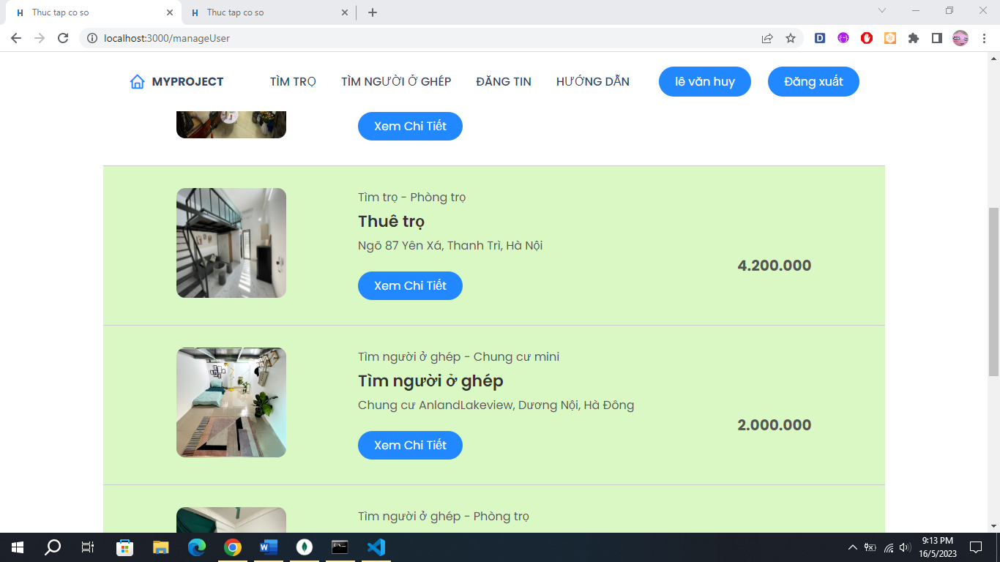 Thuc tap co so
Thuc tap co so
localhost:3000/manageUser
MYPROJECT
TÌM TRỌ
TÌM NGƯỜI Ở GHÉP
ĐĂNG TIN
HƯỚNG DẪN
lê văn huy
Đăng xuất
Xem Chi Tiết
Tìm trọ - Phòng trọ
Thuê trọ
Ngõ 87 Yên Xá, Thanh Trì, Hà Nội
4.200.000
Xem Chi Tiết
Tìm người ở ghép - Chung cư mini
Tìm người ở ghép
Chung cư AnlandLakeview, Dương Nội, Hà Đông
2.000.000
Xem Chi Tiết
Tìm người ở ghép - Phòng trọ
9:13 PM
16/5/2023